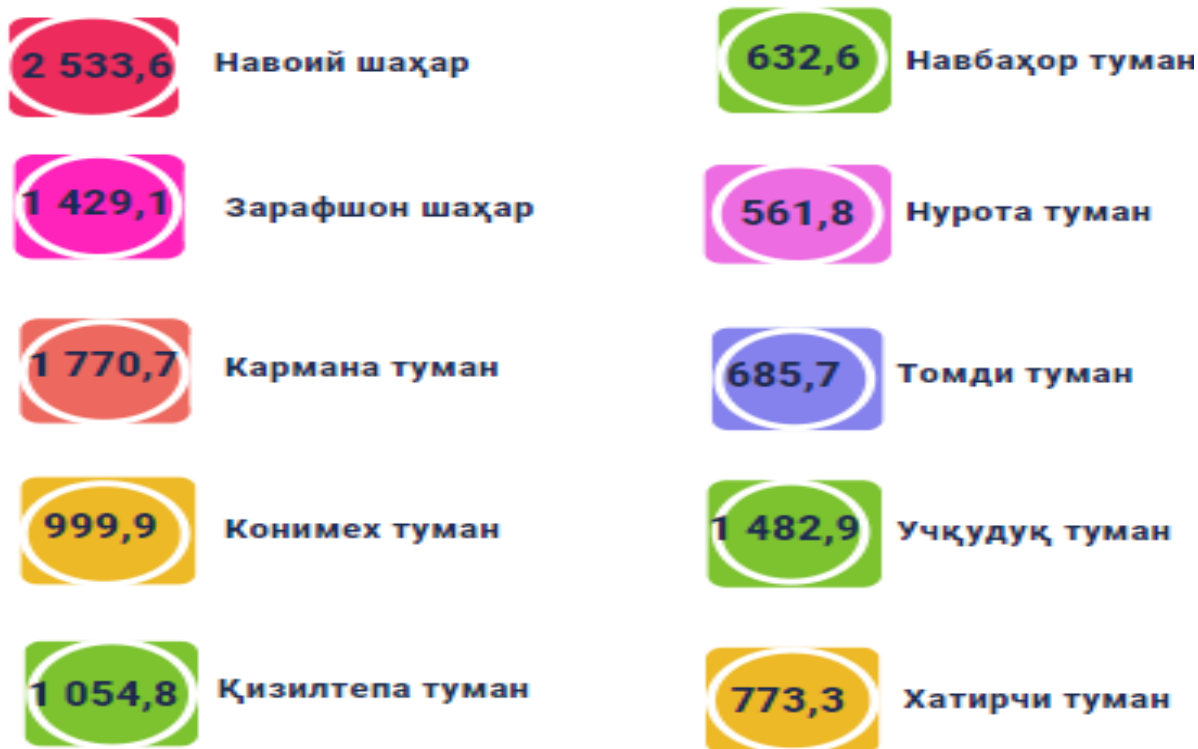 2 533,6 Навоий шаҳар
1 429,1 Зарафшон шаҳар
1 770,7 Кармана туман
999,9 Конимех туман
1 054,8 Қизилтепа туман
632,6 Навбаҳор туман
561,8 Нурота туман
685,7 Томди туман
1 482,9 Учқудуқ туман
773,3 Хатирчи туман